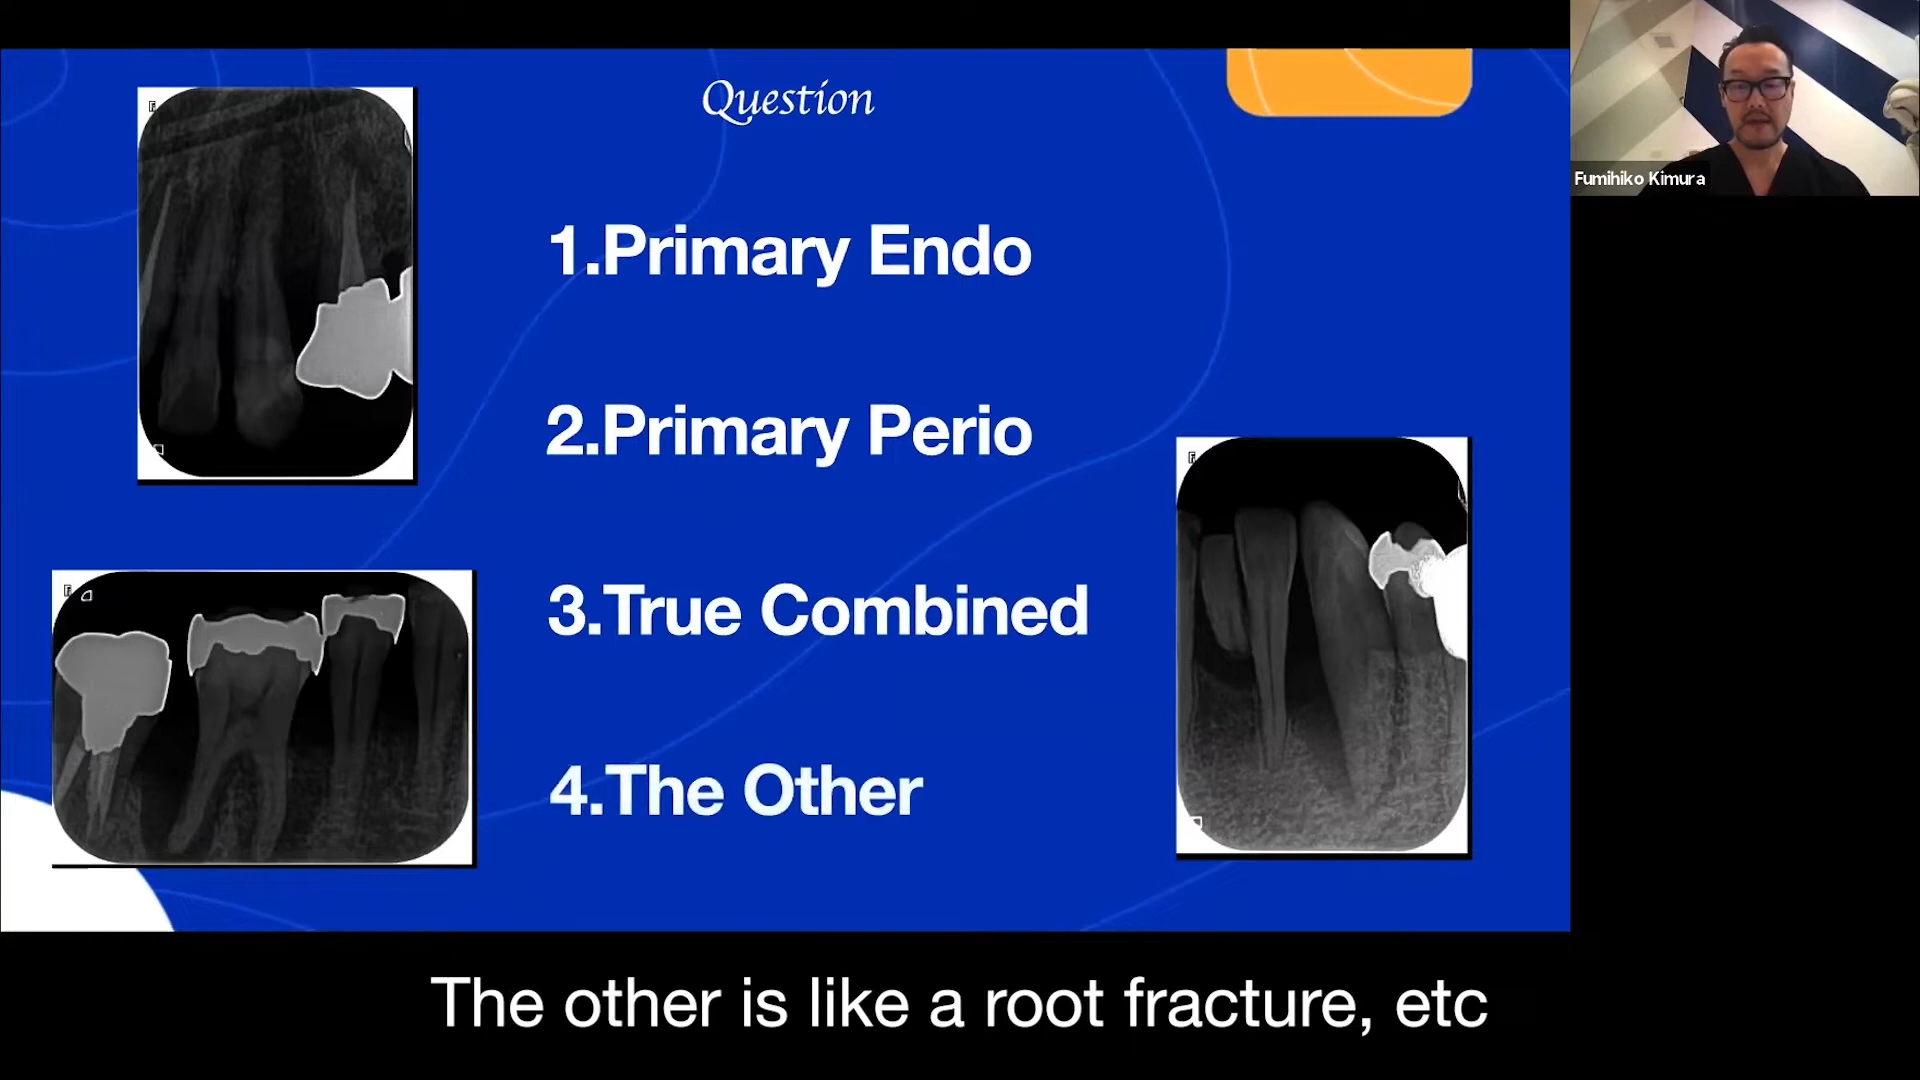 Question
1.Primary Endo
2.Primary Perio
3.True Combined
4.The Other
Fumihiko Kimura
The other is like a root fracture, etc